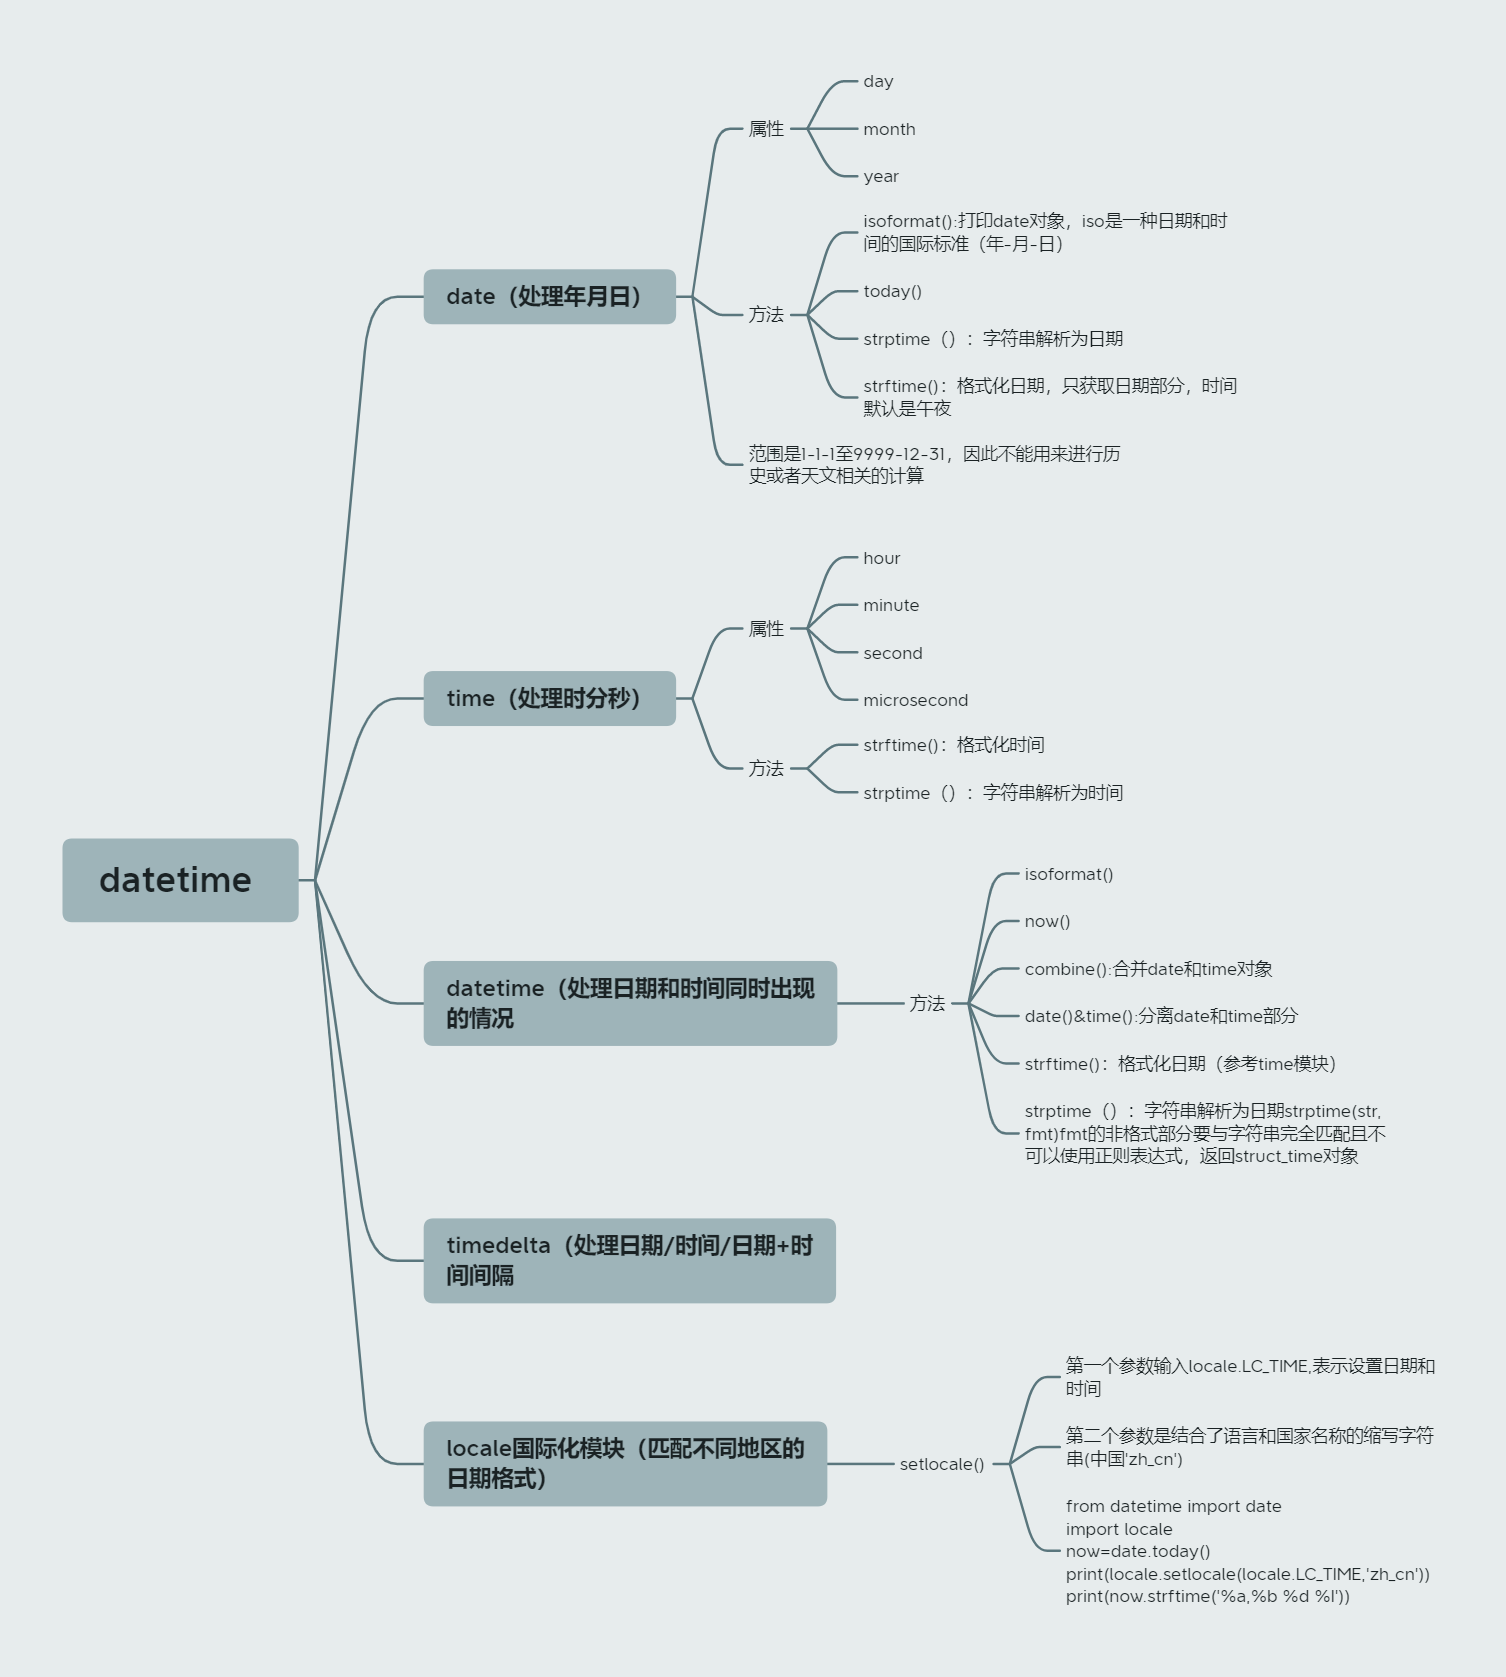 datetime
date（处理年月日）
属性
day
month
year
方法
isoformat():打印date对象，iso是一种日期和时
间的国际标准（年-月-日）
today()
strptime（）：字符串解析为日期
strftime()：格式化日期，只获取日期部分，时间
默认是午夜
范围是1-1-1至9999-12-31，因此不能用来进行历
史或者天文相关的计算
time（处理时分秒）
属性
hour
minute
second
microsecond
方法
strftime()：格式化时间
strptime（）：字符串解析为时间
datetime（处理日期和时间同时出现
的情况
方法
isoformat()
now()
combine():合并date和time对象
date()&time():分离date和time部分
strftime()：格式化日期（参考time模块）
strptime（）：字符串解析为日期strptime(str,
fmt)fmt的非格式部分要与字符串完全匹配且不
可以使用正则表达式，返回struct_time对象
timedelta（处理日期/时间/日期+时
间间隔
locale国际化模块（匹配不同地区的
日期格式）
setlocale()
第一个参数输入locale.LC_TIME,表示设置日期和
时间
第二个参数是结合了语言和国家名称的缩写字符
串(中国'zh_cn')
from datetime import date
import locale
now=date.today()
print(locale.setlocale(locale.LC_TIME,'zh_cn'))
print(now.strftime('%a,%b %d %I'))